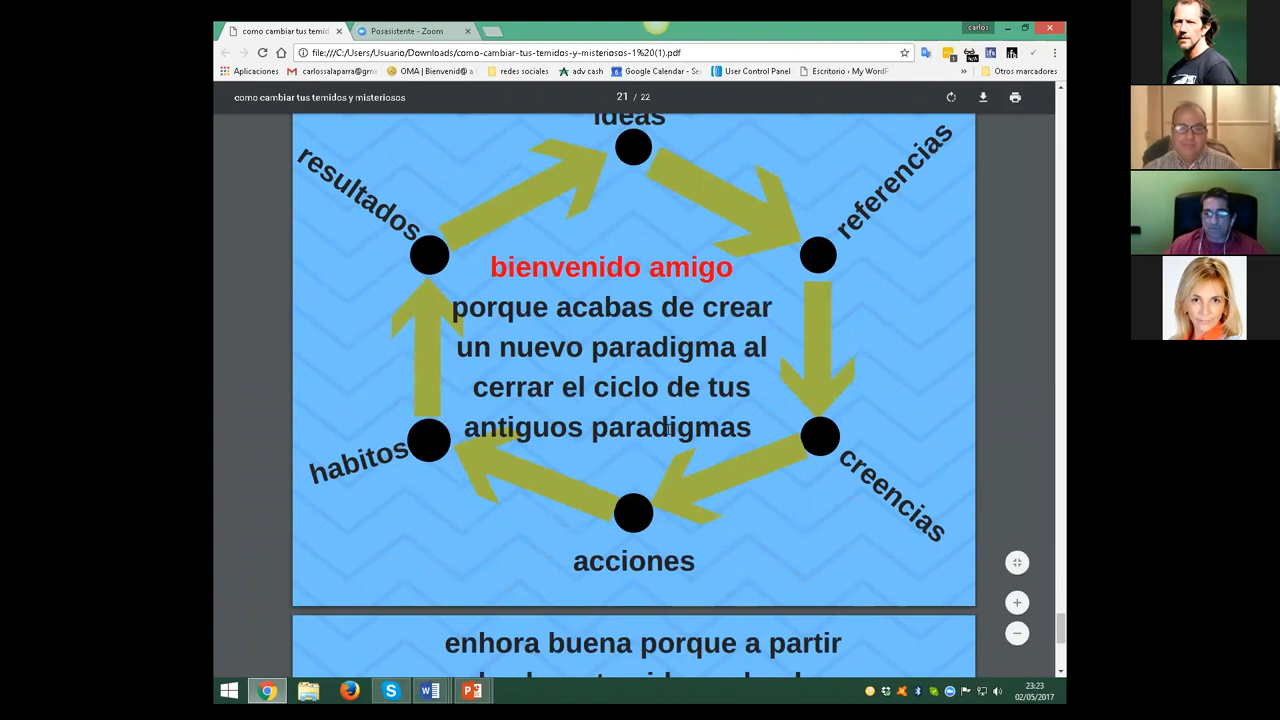 como cambiar tus temid
Posasistente - Zoom
carlos
file:///C:/Users/Usuario/Downloads/como-cambiar-tus-temidos-y-misteriosos-1%20(1).pdf
Aplicaciones
carlossalaparra@gma
OMA | Bienvenid@ a
redes sociales
adv cash
Google Calendar - Se
User Control Panel
Escritorio ‹ My WordP
»
Otros marcadores
como cambiar tus temidos y misteriosos
21 / 22
ideas
resultados
referencias
bienvenido amigo
porque acabas de crear
un nuevo paradigma al
cerrar el ciclo de tus
antiguos paradigmas
habitos
creencias
acciones
enhora buena porque a partir
23:23
02/05/2017